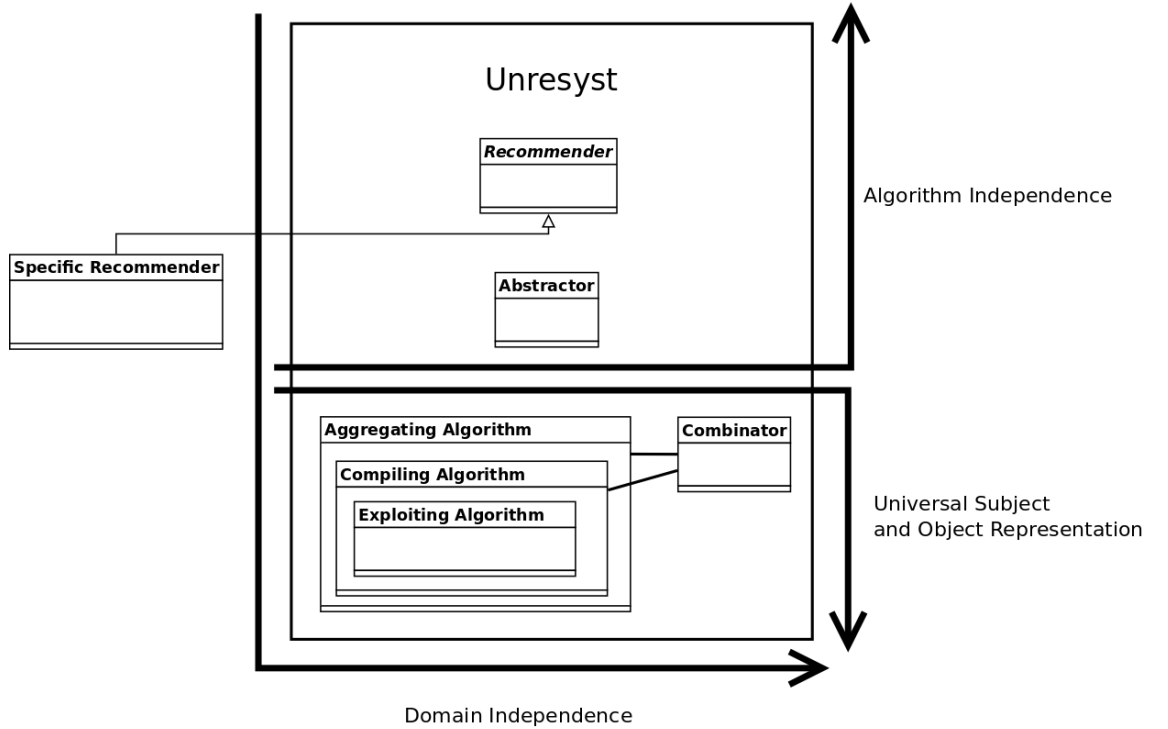 Unresyst
Recommender
Algorithm Independence
Specific Recommender
Abstractor
Aggregating Algorithm
Combinator
Compiling Algorithm
Exploiting Algorithm
Universal Subject
and Object Representation
Domain Independence